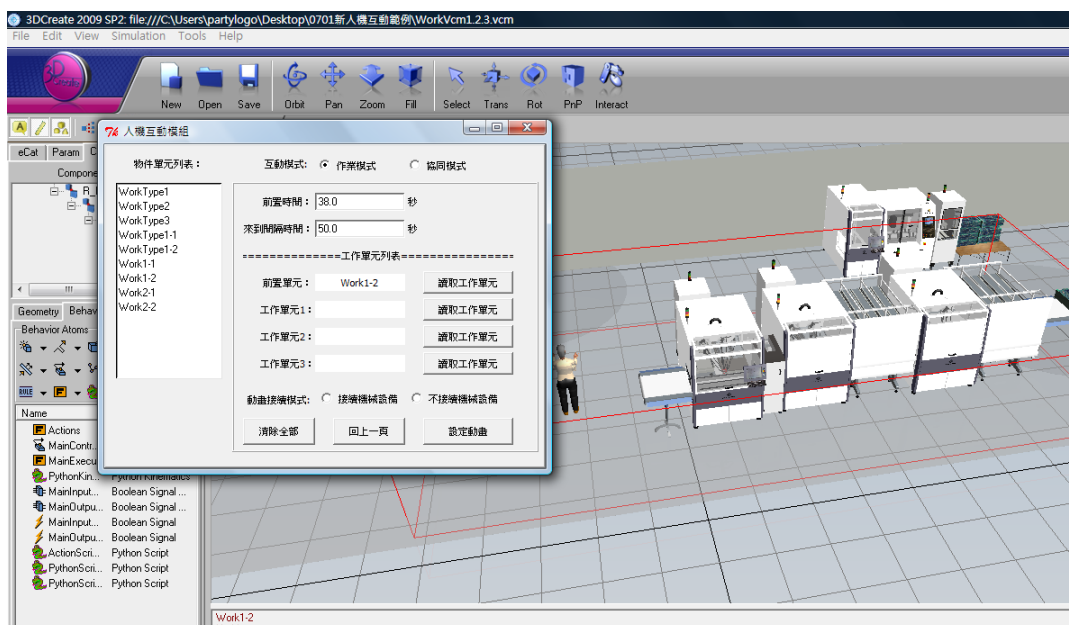 3DCreate 2009 SP2: file:///C:\Users\partylogo\Desktop\0701新人機互動範例\WorkVcm1.2.3.vcm
File Edit View Simulation Tools Help
New Open Save Orbit Pan Zoom Fill Select Trans Rot PnP Interact
人機互動模組
eCat Param
物件單元列表：
互動模式: 作業模式 協同模式
WorkType1
WorkType2
WorkType3
WorkType1-1
WorkType1-2
Work1-1
Work1-2
Work2-1
Work2-2
前置時間： 38.0 秒
來到間隔時間： 50.0 秒
================工作單元列表==================
前置單元： Work1-2 讀取工作單元
工作單元1： 讀取工作單元
工作單元2： 讀取工作單元
工作單元3： 讀取工作單元
動畫接續模式: 接續機械設備 不接續機械設備
清除全部 回上一頁 設定動畫
Geometry Behav
Behavior Atoms
RULE
Name
Actions
MainContr...
MainExecu
PythonKin... Python Kinematics
MainInput... Boolean Signal ...
MainOutpu... Boolean Signal ...
MainInput... Boolean Signal
MainOutpu... Boolean Signal
ActionScri... Python Script
PythonScri... Python Script
PythonScri... Python Script
Work1-2